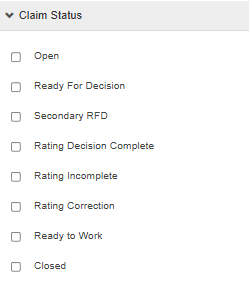 Claim Status
Open
Ready For Decision
Secondary RFD
Rating Decision Complete
Rating Incomplete
Rating Correction
Ready to Work
Closed